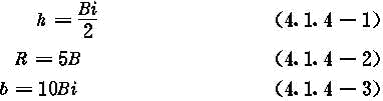 h = Bi/2 (4.1.4-1)
R = 5B (4.1.4-2)
b = 10Bi (4.1.4-3)